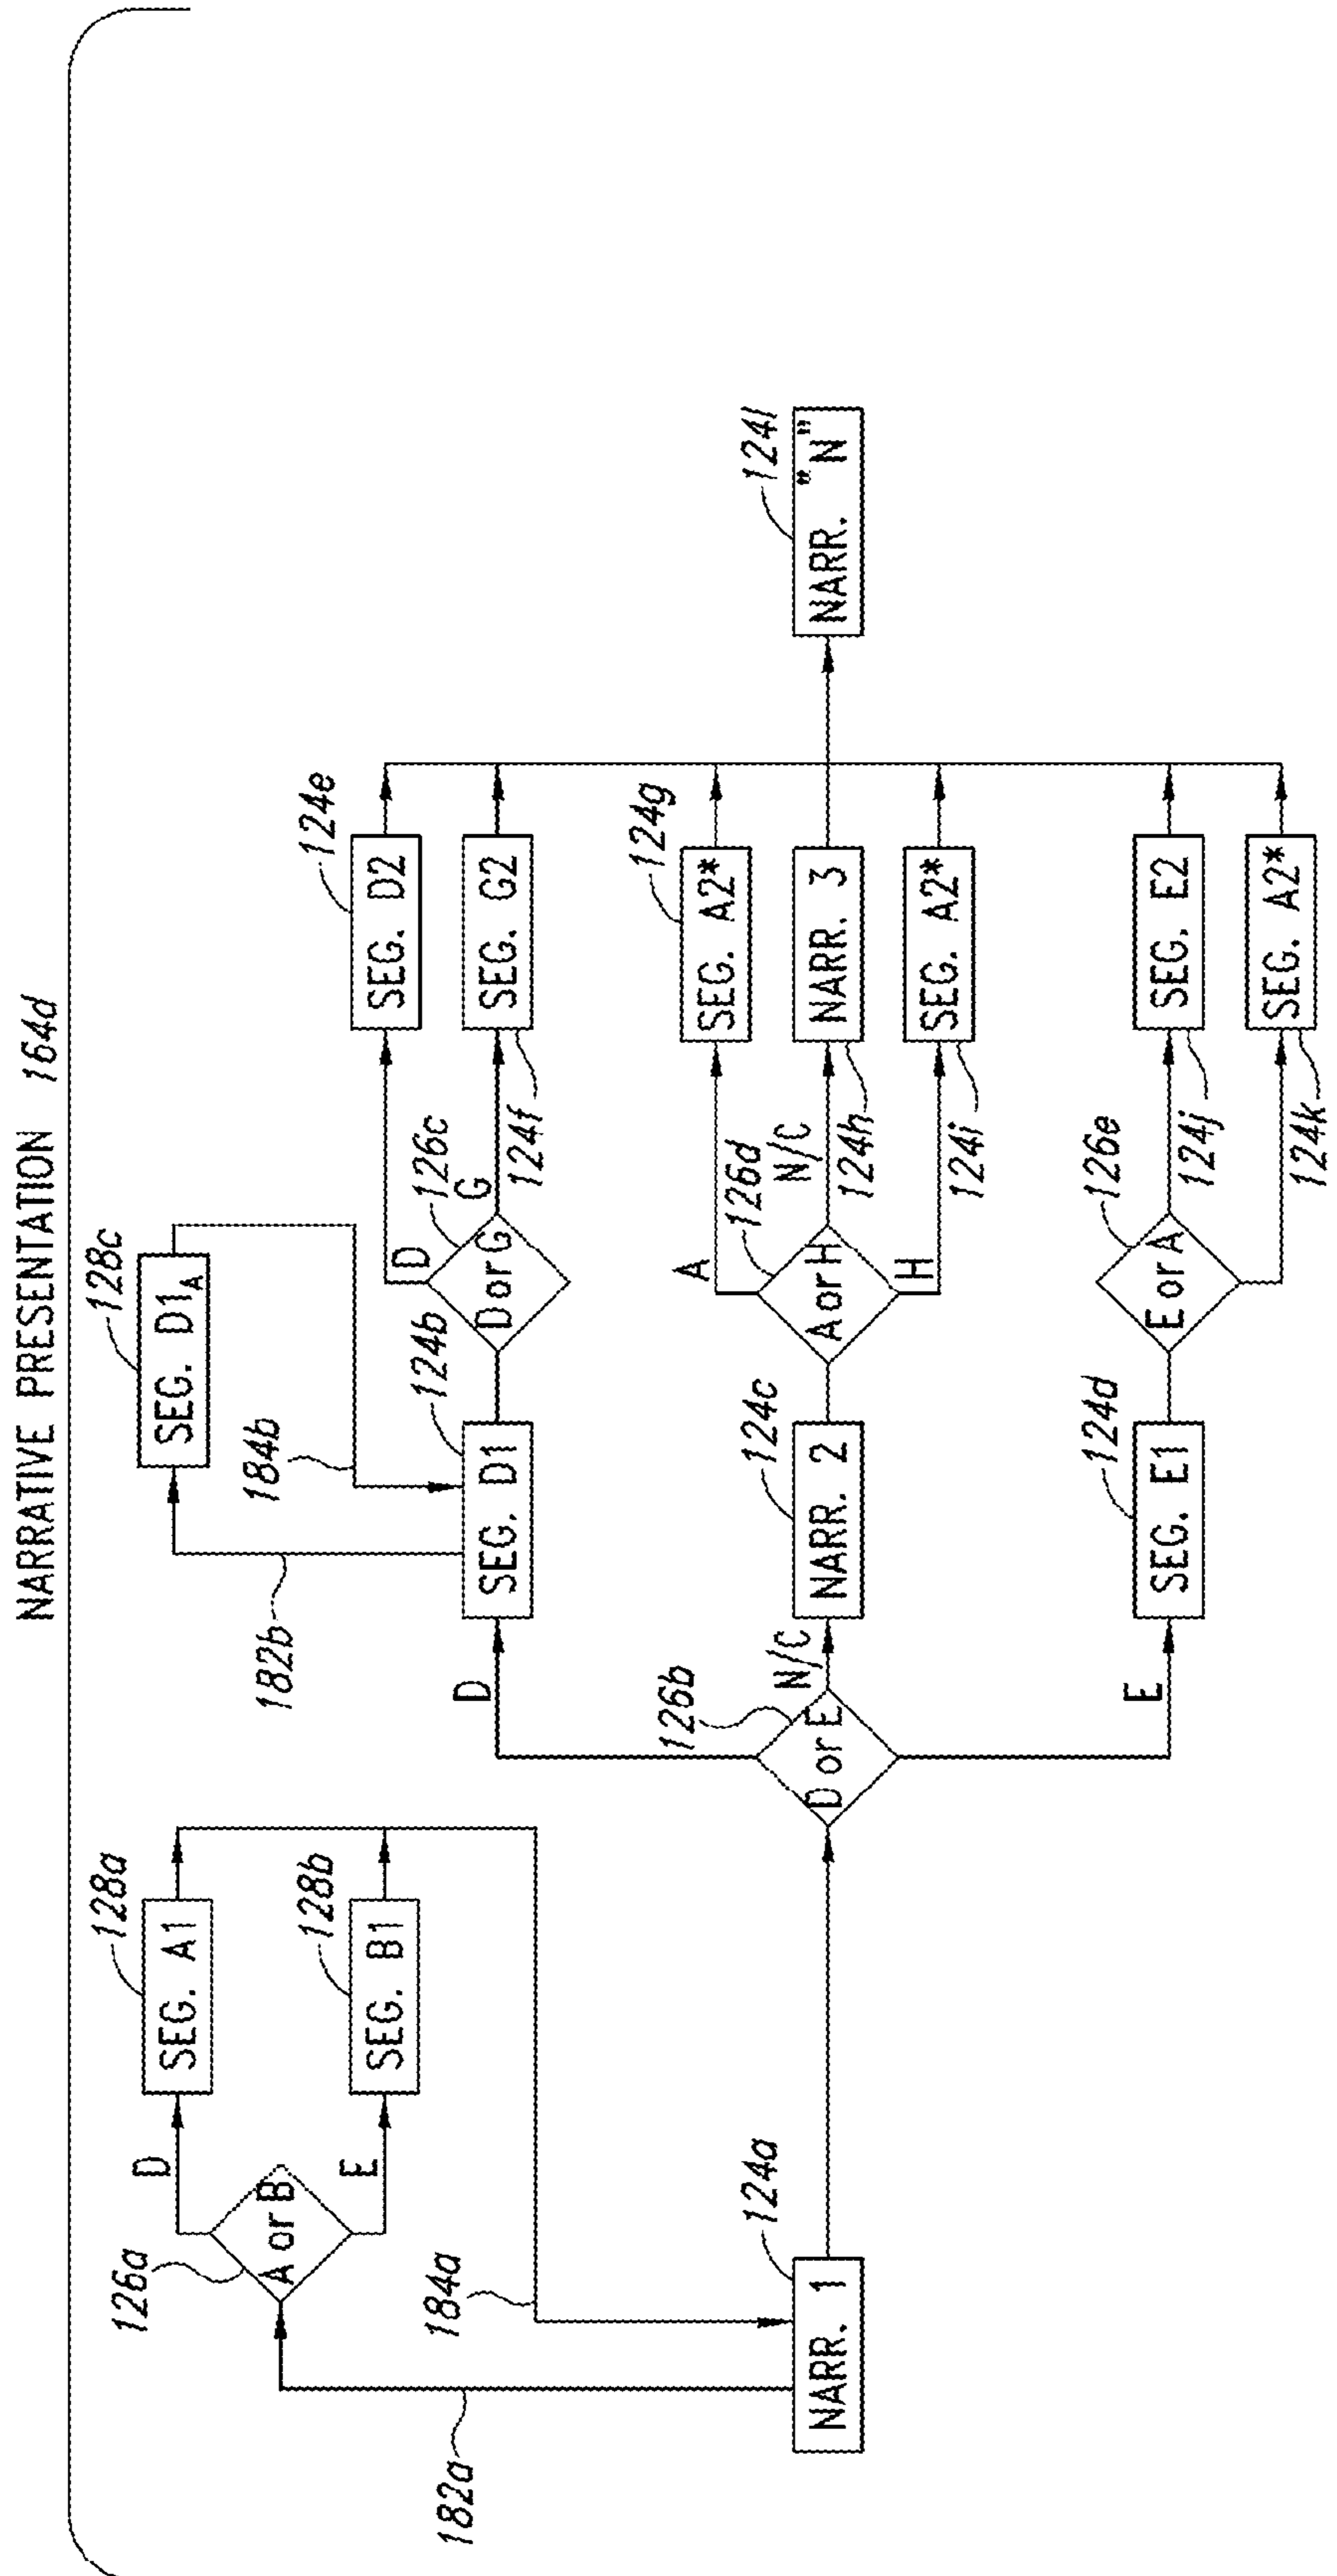 NARRATIVE PRESENTATION 164d
128c
SEG. D1A
128a
SEG. A1
D
126a
A or B
128b
SEG. B1
E
182b
184b
184a
182a
124e
SEG. D2
D
126c
124b
SEG. D1
D or G
G
SEG. G2
124f
D
124g
SEG. A2*
A
126d
124l
NARR. "N"
126b
D or E
N/C
124c
NARR. 2
A or H
N/C
NARR. 3
124h
124a
NARR. 1
H
SEG. A2*
124i
E
124d
SEG. E1
126e
E or A
SEG. E2
124j
SEG. A2*
124k